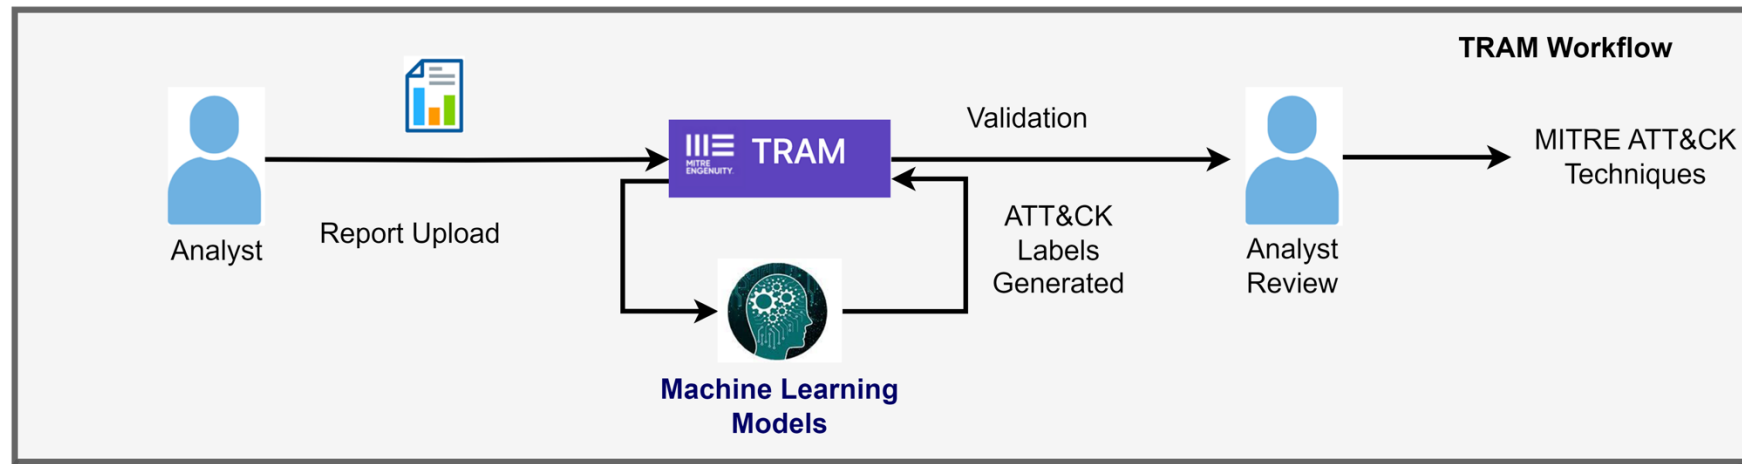 TRAM Workflow
Analyst
Report Upload
MITRE
ENGENUITY.
TRAM
Machine Learning
Models
ATT&CK
Labels
Generated
Validation
Analyst
Review
MITRE ATT&CK
Techniques